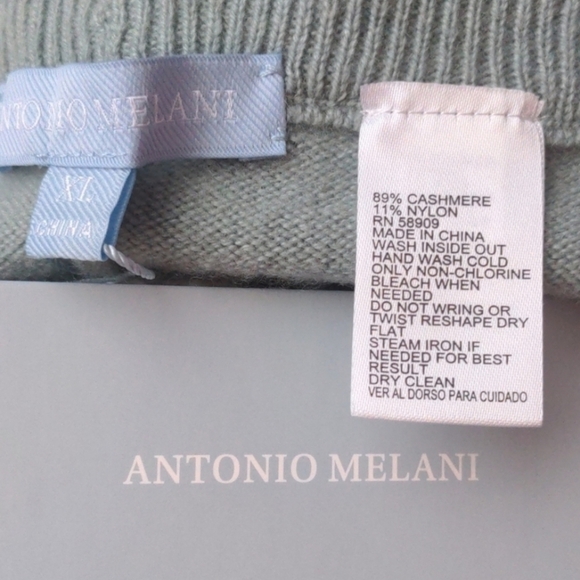 ANTONIO MELANI
XL
CHINA
89% CASHMERE
11% NYLON
RN 58909
MADE IN CHINA
WASH INSIDE OUT
HAND WASH COLD
ONLY NON-CHLORINE
BLEACH WHEN
NEEDED
DO NOT WRING OR
TWIST RESHAPE DRY
FLAT
STEAM IRON IF
NEEDED FOR BEST
RESULT
DRY CLEAN
VER AL DORSO PARA CUIDADO
ANTONIO MELANI